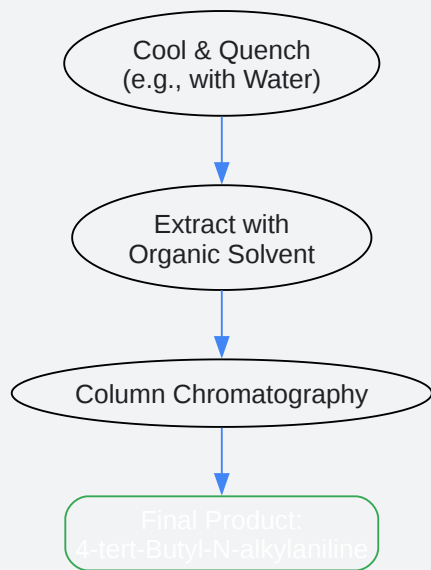 Cool & Quench
(e.g., with Water)
Extract with
Organic Solvent
Column Chromatography
Final Product:
4-tert-Butyl-N-alkylaniline